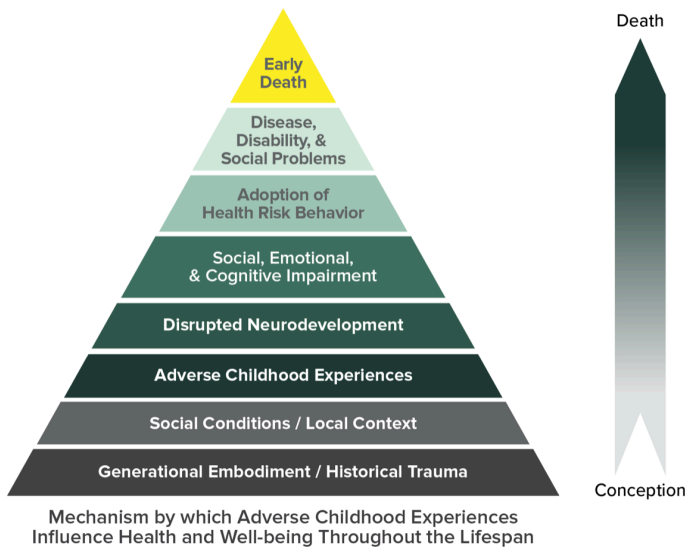 Death
Early
Death
Disease,
Disability, &
Social Problems
Adoption of
Health Risk Behavior
Social, Emotional,
& Cognitive Impairment
Disrupted Neurodevelopment
Adverse Childhood Experiences
Social Conditions / Local Context
Generational Embodiment / Historical Trauma
Conception
Mechanism by which Adverse Childhood Experiences
Influence Health and Well-being Throughout the Lifespan